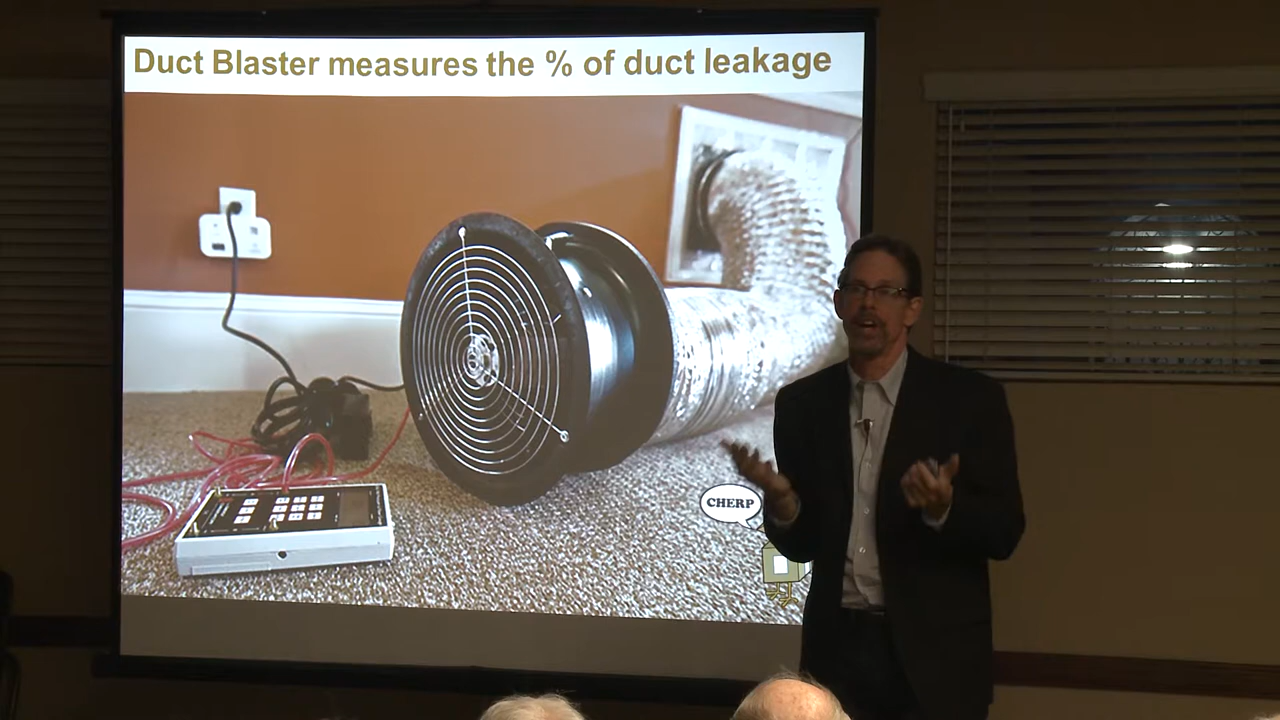 Duct Blaster measures the % of duct leakage
CHERP